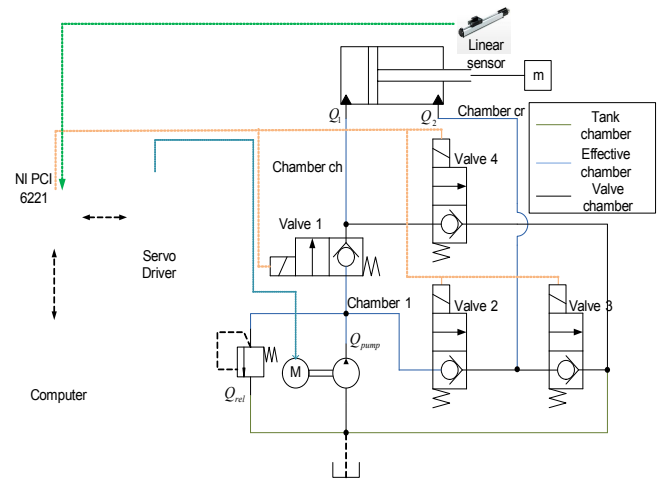 Linear
sensor
m
Q1
Q2
Chamber cr
Tank
chamber
Effective
chamber
Valve
chamber
Valve 4
Chamber ch
NI PCI
6221
Valve 1
Servo
Driver
Chamber 1
Valve 2
Valve 3
Qpump
M
Qrel
Computer